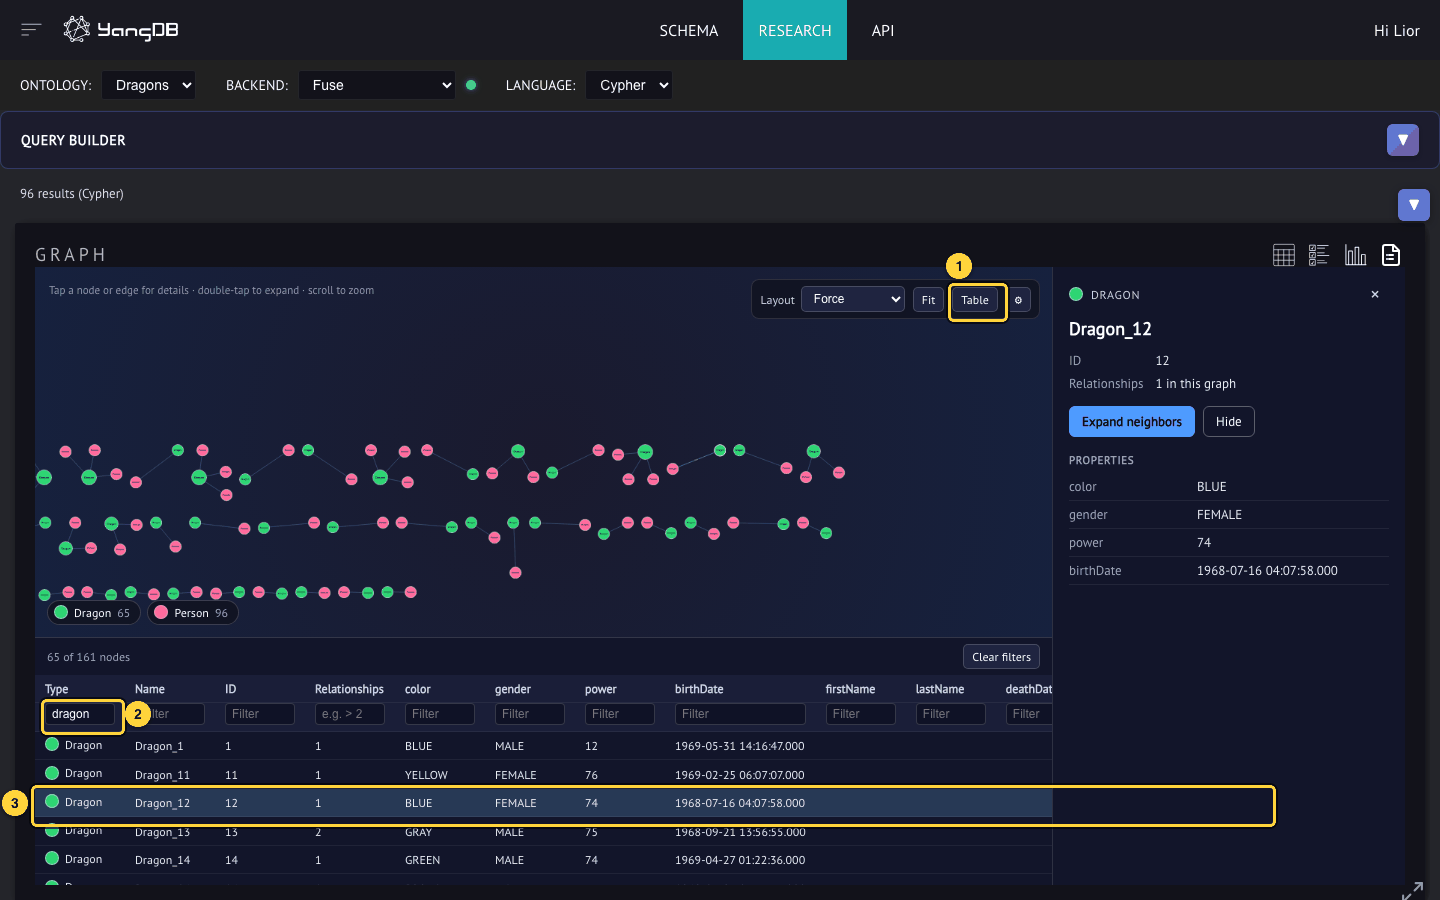 YangDB
SCHEMA RESEARCH API
Hi Lior
ONTOLOGY: Dragons BACKEND: Fuse LANGUAGE: Cypher
QUERY BUILDER
▼
96 results (Cypher)
▼
GRAPH
1
Tap a node or edge for details · double-tap to expand · scroll to zoom
Layout Force Fit Table
DRAGON
×
Dragon_12
ID 12
Relationships 1 in this graph
Expand neighbors Hide
PROPERTIES
color BLUE
gender FEMALE
power 74
birthDate 1968-07-16 04:07:58.000
Dragon 65 Person 96
65 of 161 nodes
Clear filters
Type Name ID Relationships color gender power birthDate firstName lastName deathDat
dragon 2 lter Filter e.g. > 2 Filter Filter Filter Filter Filter Filter Filter
Dragon Dragon_1 1 1 BLUE MALE 12 1969-05-31 14:16:47.000
Dragon Dragon_11 11 1 YELLOW FEMALE 76 1969-02-25 06:07:07.000
3 Dragon Dragon_12 12 1 BLUE FEMALE 74 1968-07-16 04:07:58.000
Dragon Dragon_13 13 2 GRAY MALE 75 1968-09-21 13:56:55.000
Dragon Dragon_14 14 1 GREEN MALE 74 1969-04-27 01:22:36.000